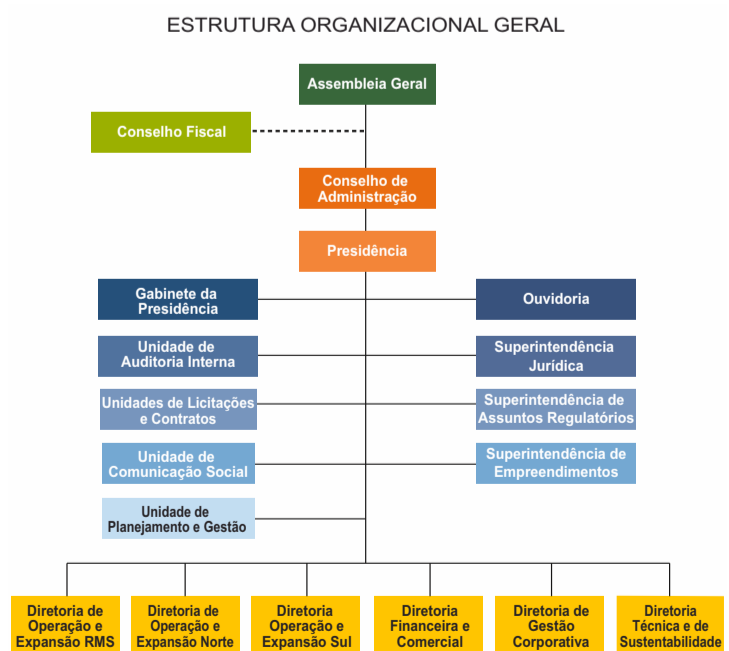 ESTRUTURA ORGANIZACIONAL GERAL
Assembleia Geral
Conselho Fiscal
Conselho de
Administração
Presidência
Gabinete da
Presidência
Ouvidoria
Unidade de
Auditoria Interna
Superintendência
Jurídica
Unidades de Licitações
e Contratos
Superintendência de
Assuntos Regulatórios
Unidade de
Comunicação Social
Superintendência de
Empreendimentos
Unidade de
Planejamento e Gestão
Diretoria de
Operação e
Expansão RMS
Diretoria de
Operação e
Expansão Norte
Diretoria
Operação e
Expansão Sul
Diretoria
Financeira e
Comercial
Diretoria de
Gestão
Corporativa
Diretoria
Técnica e de
Sustentabilidade